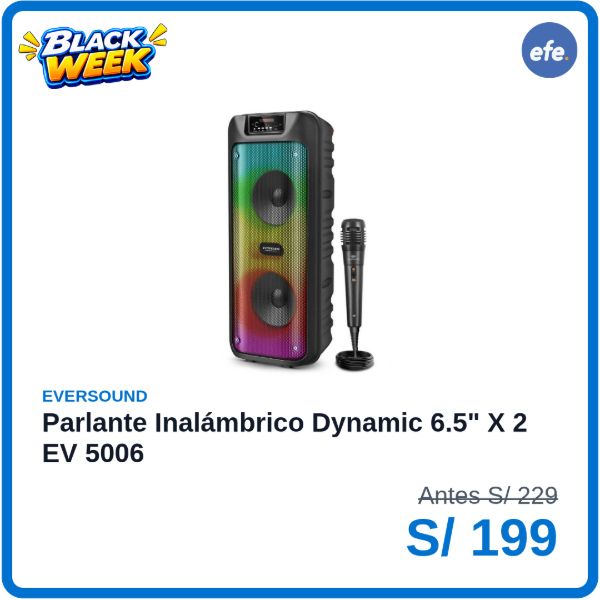 BLACK
WEEK
efe.
EVERSOUND
Parlante Inalámbrico Dynamic 6.5" X 2
EV 5006
Antes S/ 229
S/ 199